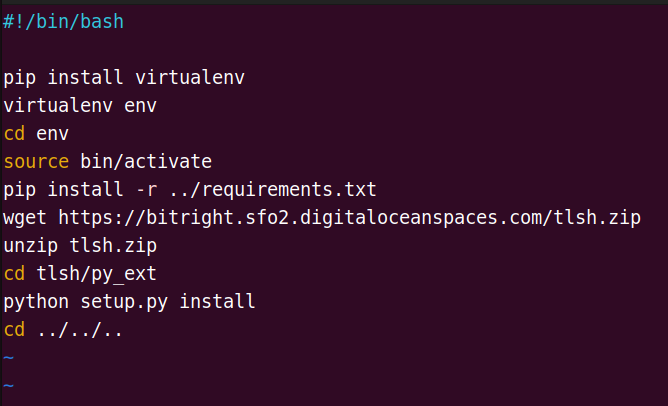 #!/bin/bash

pip install virtualenv
virtualenv env
cd env
source bin/activate
pip install -r ../requirements.txt
wget https://bitright.sfo2.digitaloceanspaces.com/tlsh.zip
unzip tlsh.zip
cd tlsh/py_ext
python setup.py install
cd ../../..
~
~